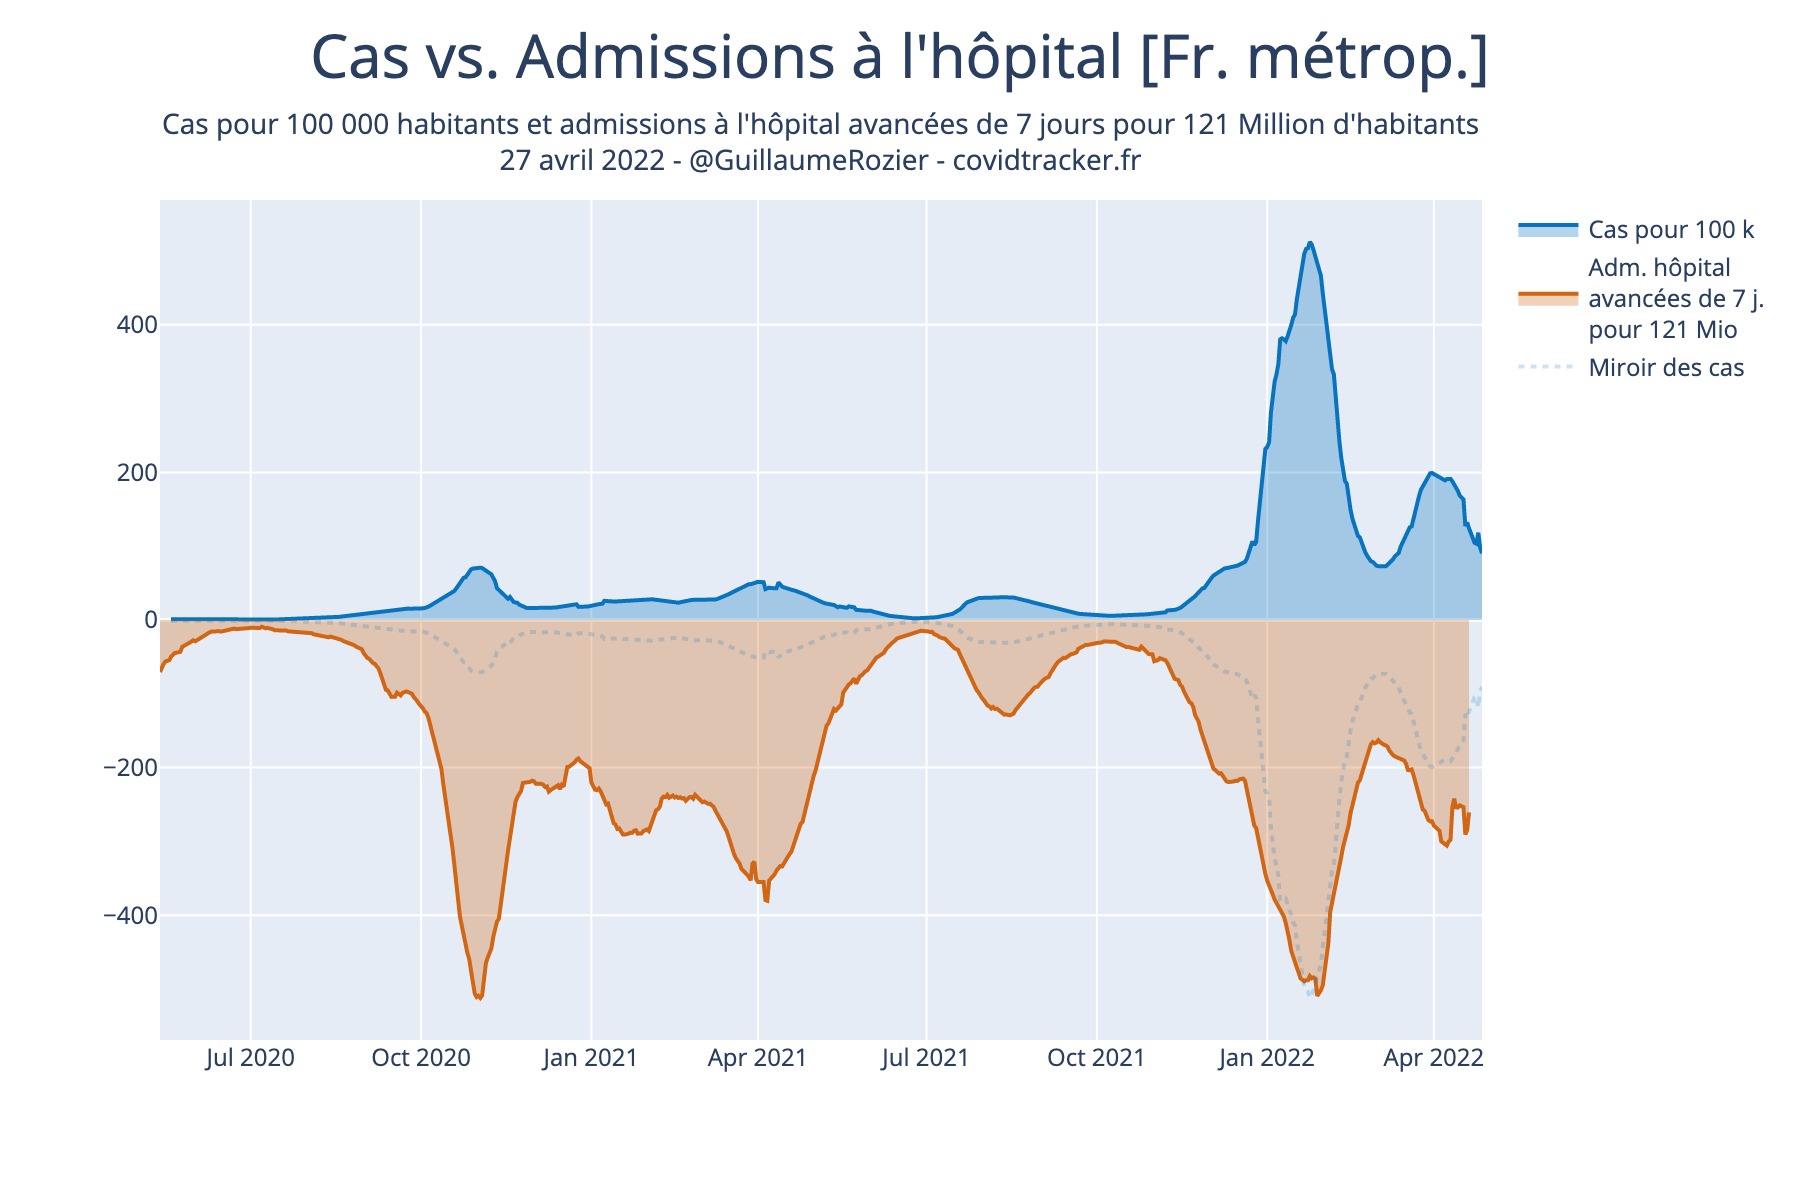 Cas vs. Admissions à l'hôpital [Fr. métrop.]
Cas pour 100 000 habitants et admissions à l'hôpital avancées de 7 jours pour 121 Million d'habitants
27 avril 2022 - @GuillaumeRozier - covidtracker.fr
Cas pour 100 k
Adm. hôpital
avancées de 7 j.
pour 121 Mio
Miroir des cas
400
200
0
−200
−400
Jul 2020
Oct 2020
Jan 2021
Apr 2021
Jul 2021
Oct 2021
Jan 2022
Apr 2022